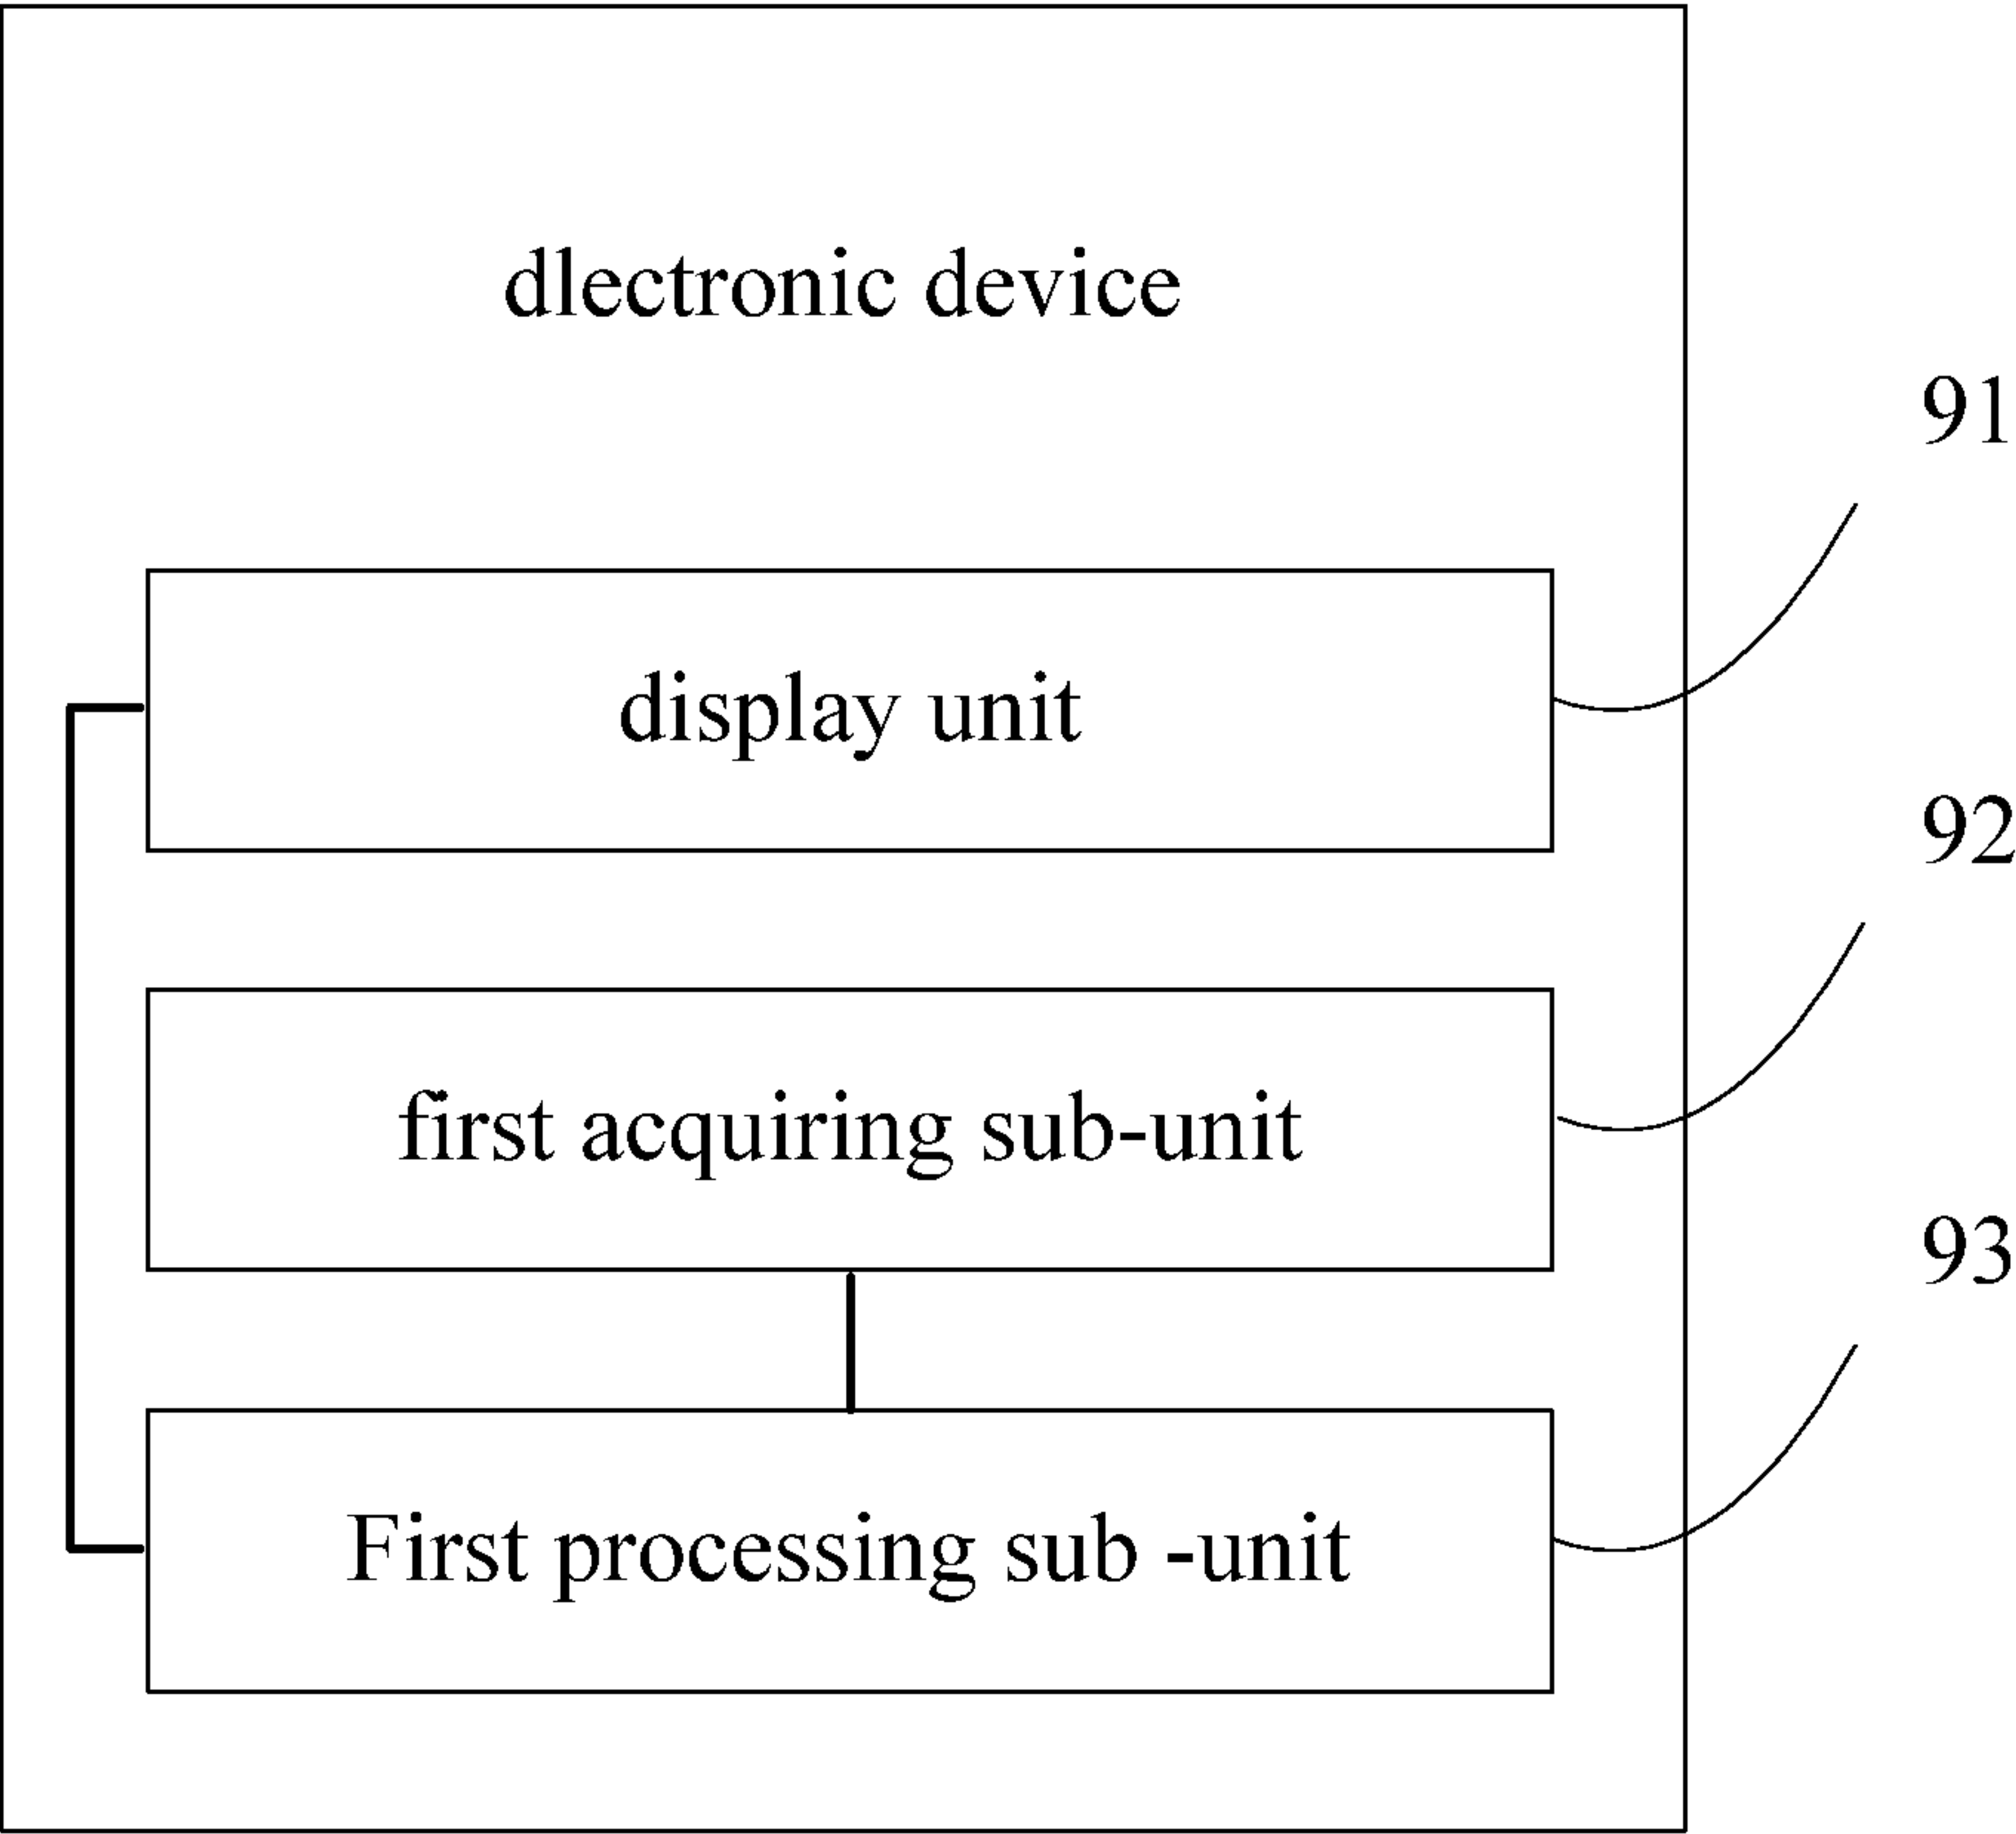 dlectronic device
91
display unit
92
first acquiring sub-unit
93
First processing sub -unit